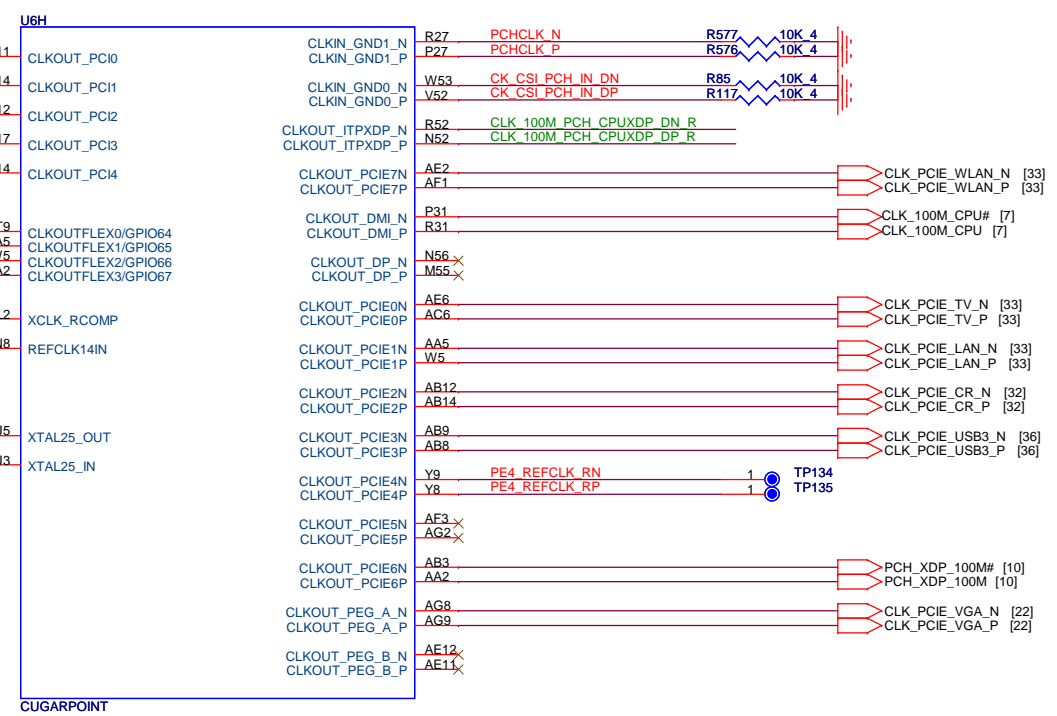 U6H
CLKOUT_PCI0
CLKOUT_PCI1
CLKOUT_PCI2
CLKOUT_PCI3
CLKOUT_PCI4
CLKOUTFLEX0/GPIO64
CLKOUTFLEX1/GPIO65
CLKOUTFLEX2/GPIO66
CLKOUTFLEX3/GPIO67
XCLK_RCOMP
REFCLK14IN
XTAL25_OUT
XTAL25_IN
CLKIN_GND1_N R27 PCHCLK_N R577 10K_4
CLKIN_GND1_P P27 PCHCLK_P R576 10K_4
CLKIN_GND0_N W53 CK_CSI_PCH_IN_DN R85 10K_4
CLKIN_GND0_P V52 CK_CSI_PCH_IN_DP R117 10K_4
CLKOUT_ITPXDP_N R52 CLK_100M_PCH_CPUXDP_DN_R
CLKOUT_ITPXDP_P N52 CLK_100M_PCH_CPUXDP_DP_R
CLKOUT_PCIE7N AE2 CLK_PCIE_WLAN_N [33]
CLKOUT_PCIE7P AF1 CLK_PCIE_WLAN_P [33]
CLKOUT_DMI_N P31 CLK_100M_CPU# [7]
CLKOUT_DMI_P R31 CLK_100M_CPU [7]
CLKOUT_DP_N N56
CLKOUT_DP_P M55
CLKOUT_PCIE0N AE6 CLK_PCIE_TV_N [33]
CLKOUT_PCIE0P AC6 CLK_PCIE_TV_P [33]
CLKOUT_PCIE1N AA5 CLK_PCIE_LAN_N [33]
CLKOUT_PCIE1P W5 CLK_PCIE_LAN_P [33]
CLKOUT_PCIE2N AB12 CLK_PCIE_CR_N [32]
CLKOUT_PCIE2P AB14 CLK_PCIE_CR_P [32]
CLKOUT_PCIE3N AB9 CLK_PCIE_USB3_N [36]
CLKOUT_PCIE3P AB8 CLK_PCIE_USB3_P [36]
CLKOUT_PCIE4N Y9 PE4_REFCLK_RN 1 TP134
CLKOUT_PCIE4P Y8 PE4_REFCLK_RP 1 TP135
CLKOUT_PCIE5N AF3
CLKOUT_PCIE5P AG2
CLKOUT_PCIE6N AB3 PCH_XDP_100M# [10]
CLKOUT_PCIE6P AA2 PCH_XDP_100M [10]
CLKOUT_PEG_A_N AG8 CLK_PCIE_VGA_N [22]
CLKOUT_PEG_A_P AG9 CLK_PCIE_VGA_P [22]
CLKOUT_PEG_B_N AE12
CLKOUT_PEG_B_P AE11
CUGARPOINT